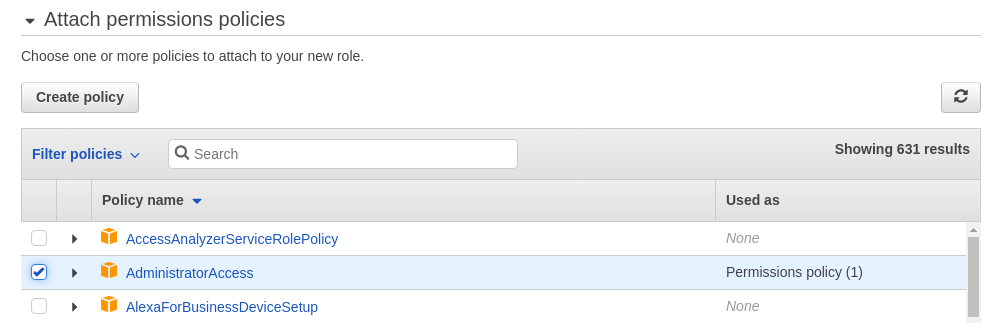 Attach permissions policies
Choose one or more policies to attach to your new role.
Create policy
Filter policies Search Showing 631 results
Policy name Used as
AccessAnalyzerServiceRolePolicy None
AdministratorAccess Permissions policy (1)
AlexaForBusinessDeviceSetup None